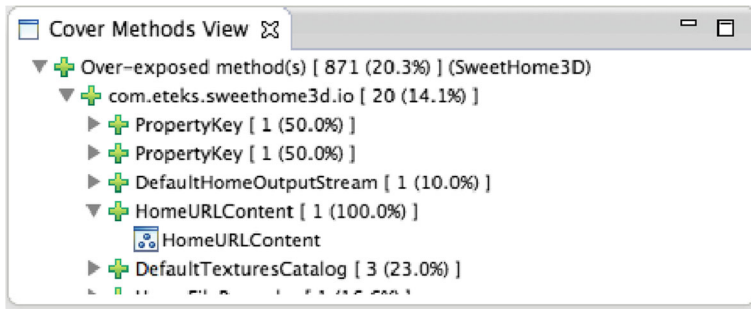 Cover Methods View
Over-exposed method(s) [ 871 (20.3%) ] (SweetHome3D)
com.eteks.sweethome3d.io [ 20 (14.1%) ]
PropertyKey [ 1 (50.0%) ]
PropertyKey [ 1 (50.0%) ]
DefaultHomeOutputStream [ 1 (10.0%) ]
HomeURLContent [ 1 (100.0%) ]
HomeURLContent
DefaultTexturesCatalog [ 3 (23.0%) ]